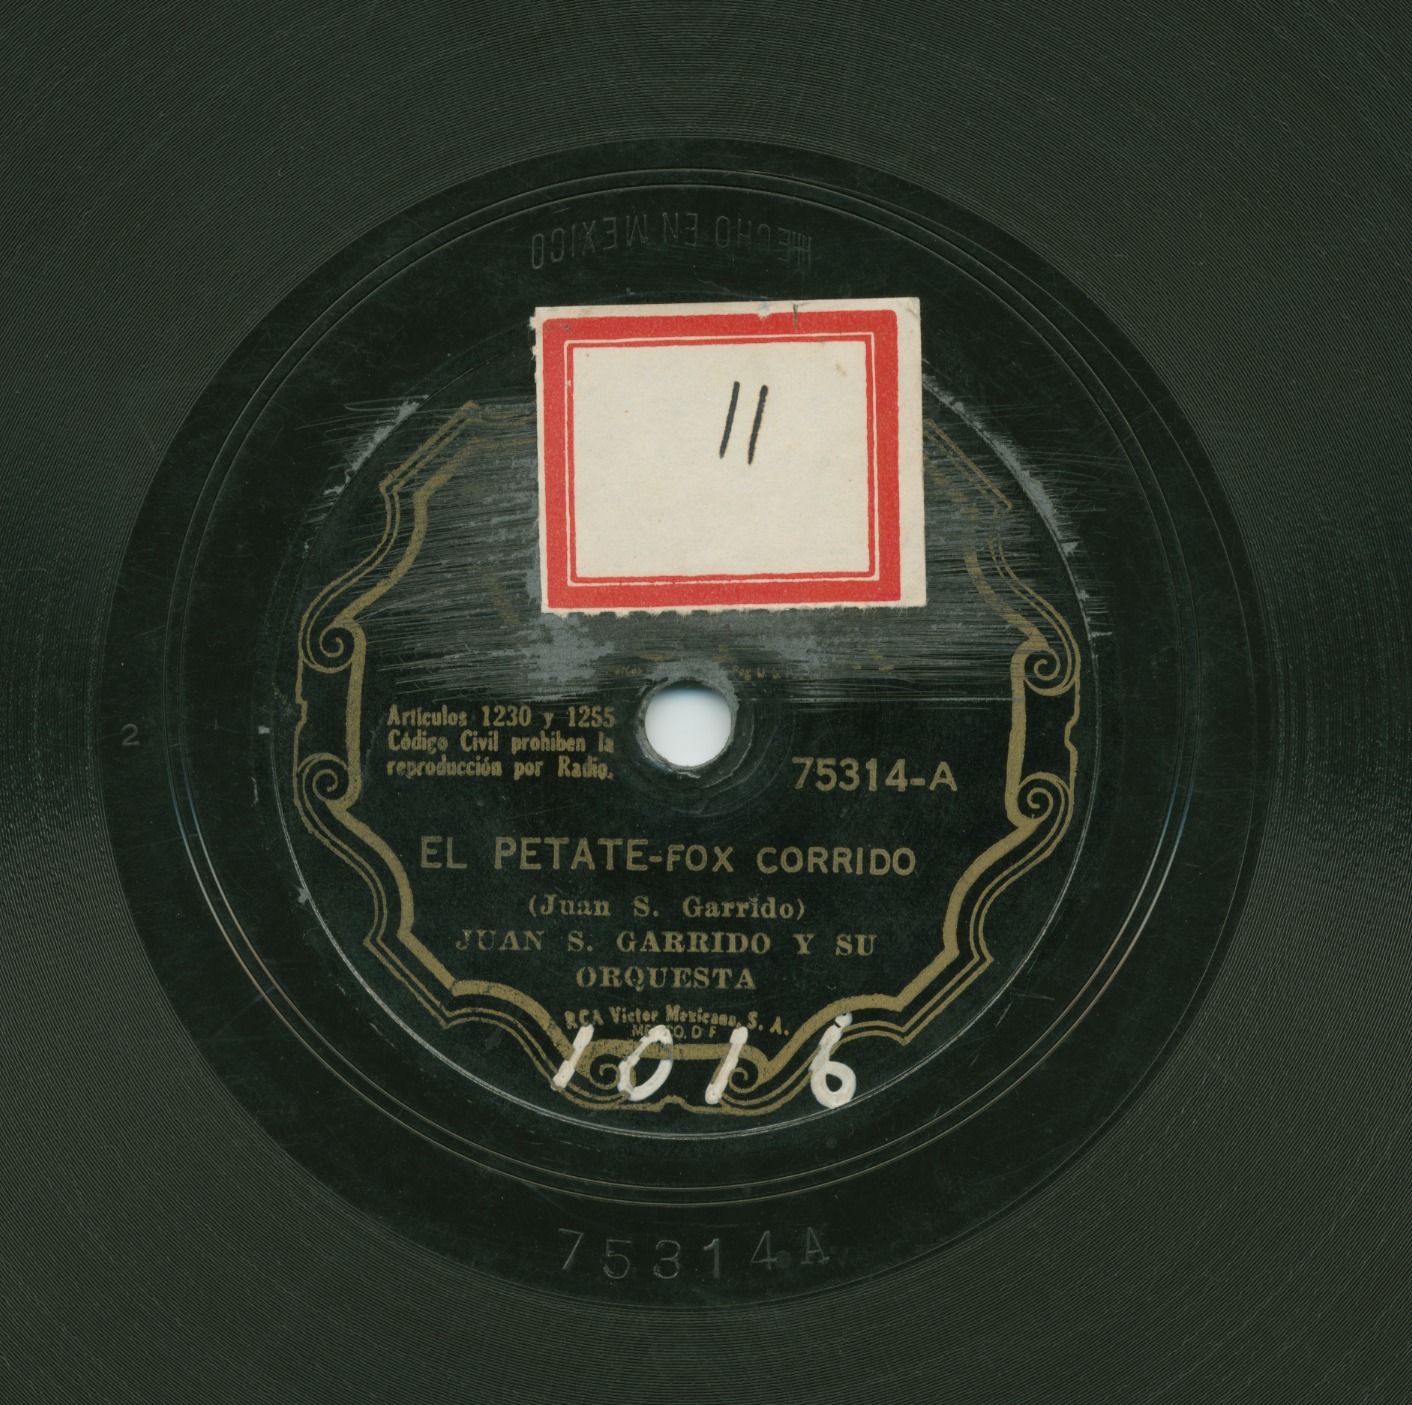 HECHO EN MEXICO
11
Artículos 1230 y 1255
Código Civil prohiben la
reproducción por Radio.
75314-A
2
EL PETATE-FOX CORRIDO
(Juan S. Garrido)
JUAN S. GARRIDO Y SU
ORQUESTA
RCA Victor Mexicana, S. A.
MEXICO, D F
1016
75314A